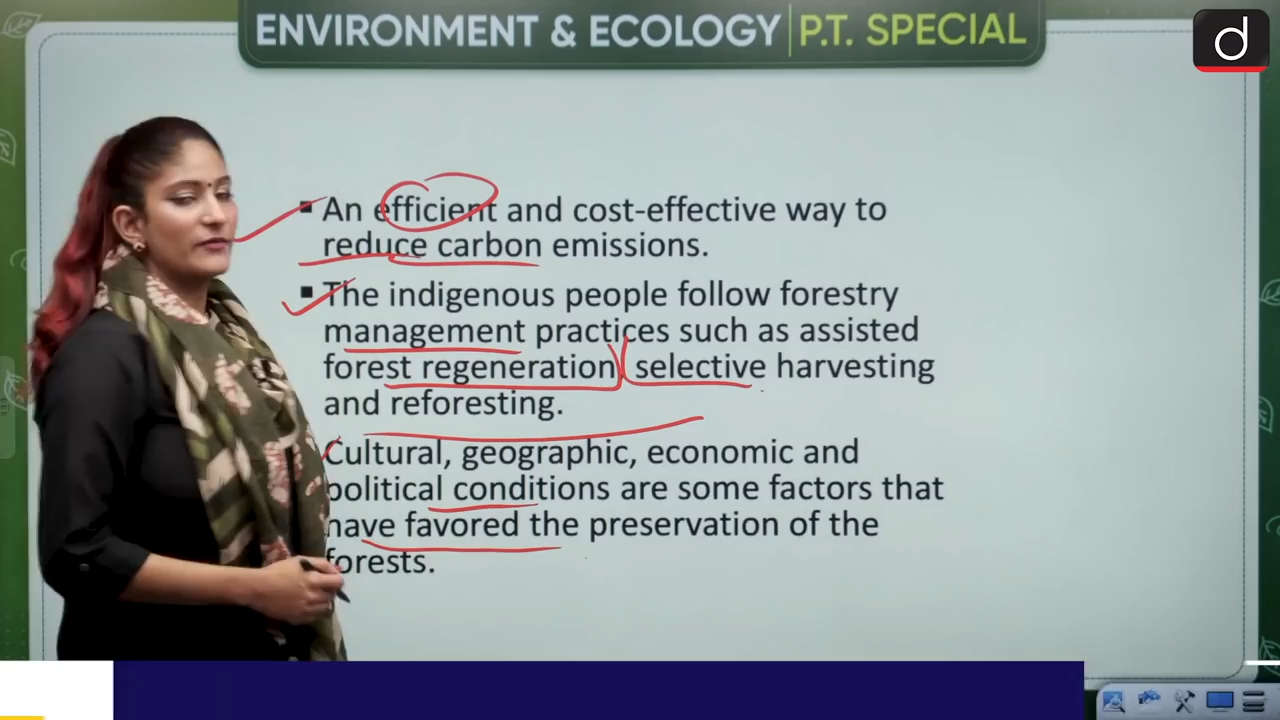 ENVIRONMENT & ECOLOGY P.T. SPECIAL
d
An efficient and cost-effective way to
reduce carbon emissions.
The indigenous people follow forestry
management practices such as assisted
forest regeneration, selective harvesting
and reforesting.
Cultural, geographic, economic and
political conditions are some factors that
have favored the preservation of the
forests.